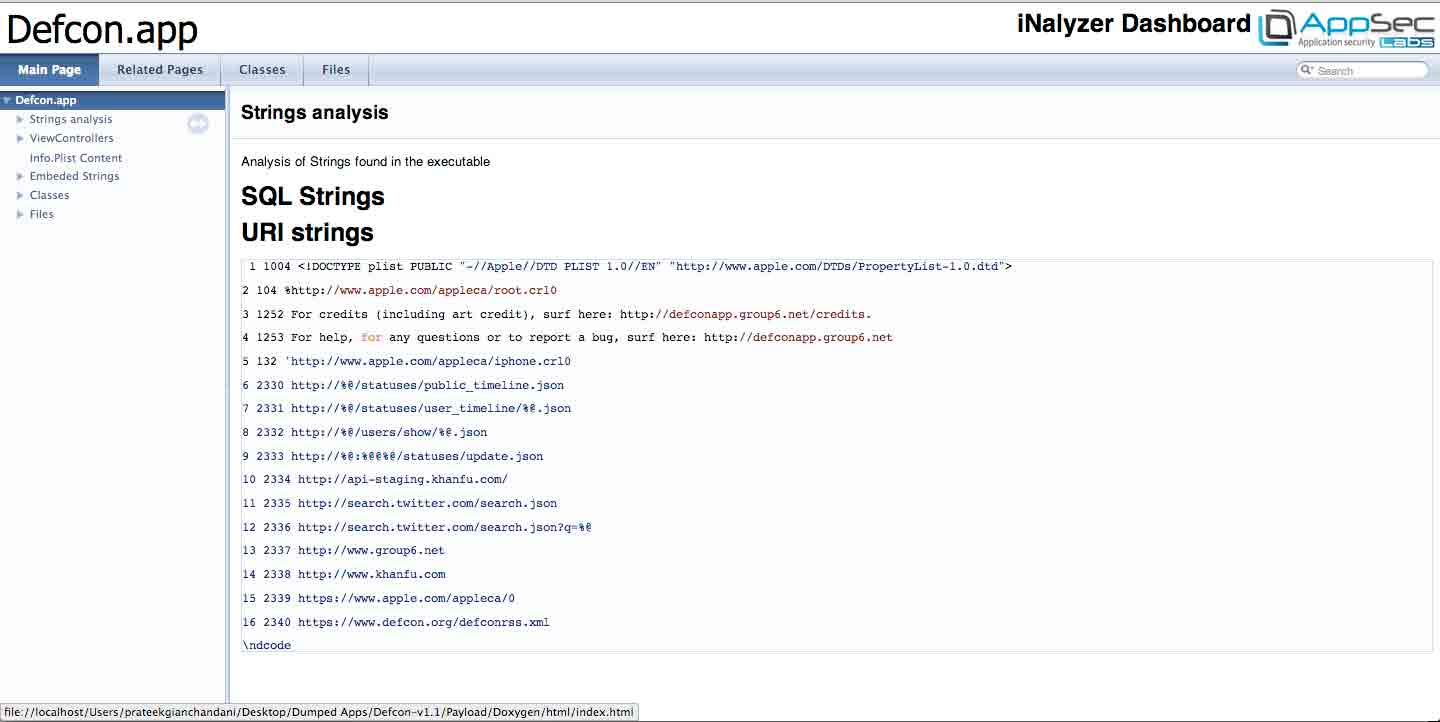 Defcon.app
iNalyzer Dashboard
AppSec
Application security LABS
Main Page Related Pages Classes Files
Search
Defcon.app
Strings analysis
ViewControllers
Info.Plist Content
Embeded Strings
Classes
Files
Strings analysis
Analysis of Strings found in the executable
SQL Strings
URI strings
1 1004 <!DOCTYPE plist PUBLIC "-//Apple//DTD PLIST 1.0//EN" "http://www.apple.com/DTDs/PropertyList-1.0.dtd">
2 104 %http://www.apple.com/appleca/root.crl0
3 1252 For credits (including art credit), surf here: http://defconapp.group6.net/credits.
4 1253 For help, for any questions or to report a bug, surf here: http://defconapp.group6.net
5 132 'http://www.apple.com/appleca/iphone.crl0
6 2330 http://%@/statuses/public_timeline.json
7 2331 http://%@/statuses/user_timeline/%@.json
8 2332 http://%@/users/show/%@.json
9 2333 http://%@:%@@%@/statuses/update.json
10 2334 http://api-staging.khanfu.com/
11 2335 http://search.twitter.com/search.json
12 2336 http://search.twitter.com/search.json?q=%@
13 2337 http://www.group6.net
14 2338 http://www.khanfu.com
15 2339 https://www.apple.com/appleca/0
16 2340 https://www.defcon.org/defconrss.xml
\ndcode
file://localhost/Users/prateekgianchandani/Desktop/Dumped Apps/Defcon-v1.1/Payload/Doxygen/html/index.html